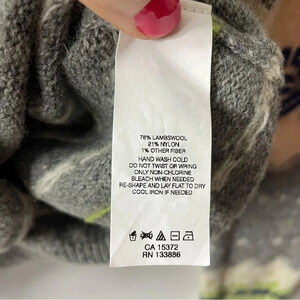 78% LAMBSWOOL
21% NYLON
1% OTHER FIBER
HAND WASH COLD
DO NOT TWIST OR WRING
ONLY NON-CHLORINE
BLEACH WHEN NEEDED
RE-SHAPE AND LAY FLAT TO DRY
COOL IRON IF NEEDED
CA 15372
RN 133886